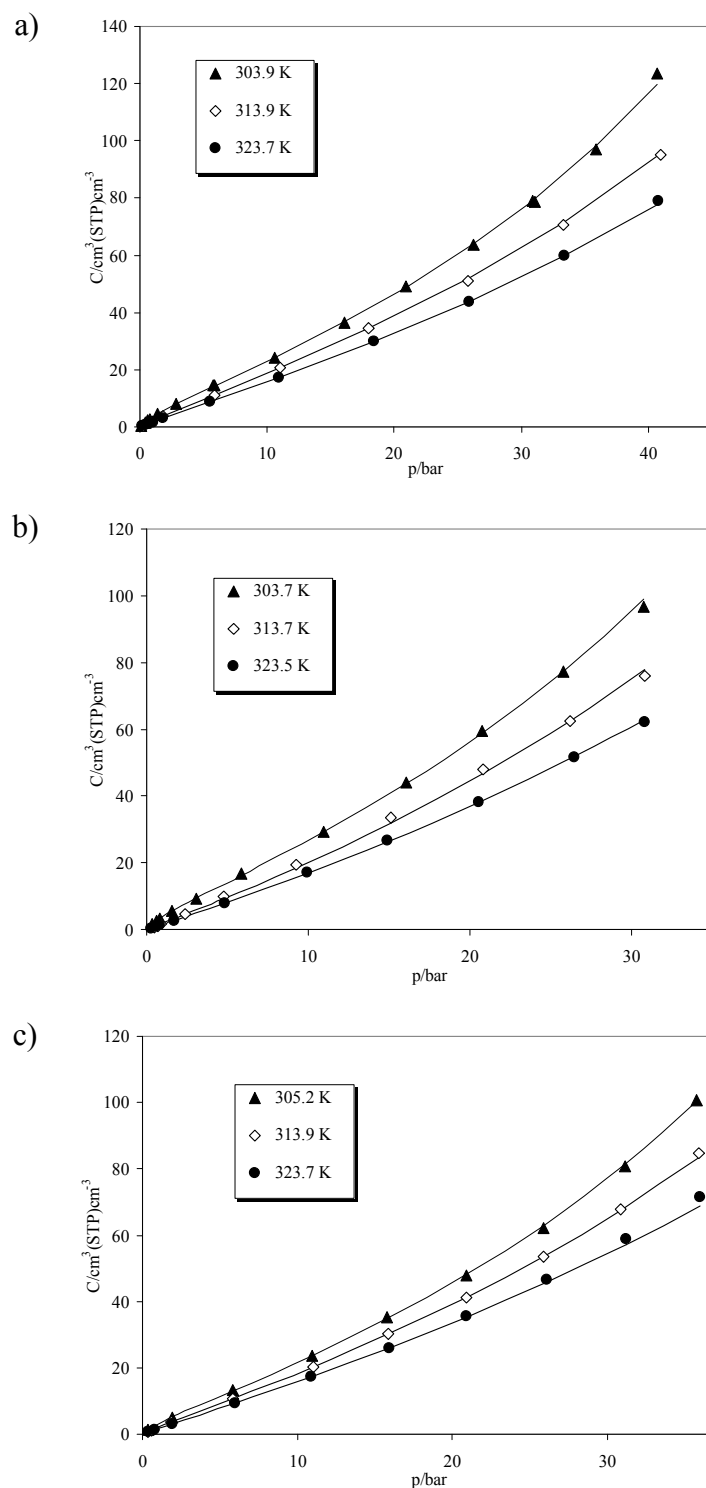 a)
140
120
100
80
60
40
20
0
C/cm³(STP)cm⁻³
303.9 K
313.9 K
323.7 K
0 10 20 30 40
p/bar
b)
120
100
80
60
40
20
0
C/cm³(STP)cm⁻³
303.7 K
313.7 K
323.5 K
0 10 20 30
p/bar
c)
120
100
80
60
40
20
0
C/cm³(STP)cm⁻³
305.2 K
313.9 K
323.7 K
0 10 20 30
p/bar